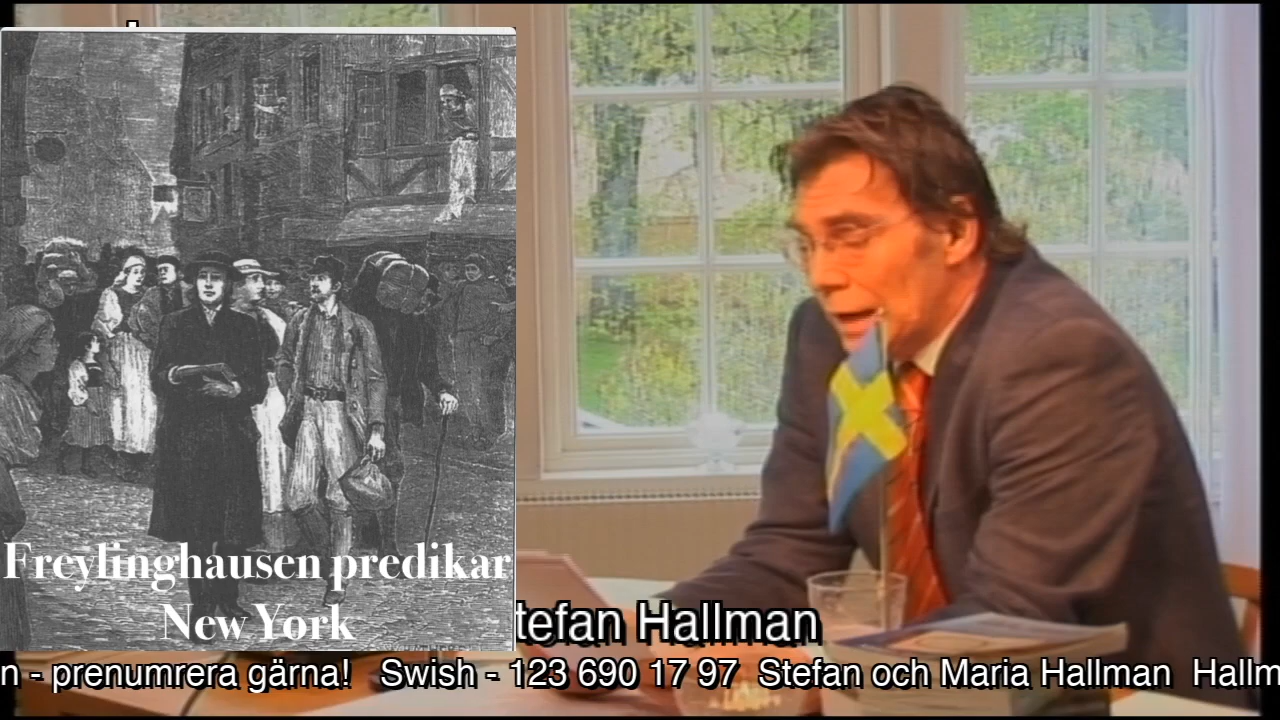 Freylinghausen predikar
New York
tefan Hallman
n - prenumrera gärna! Swish - 123 690 17 97 Stefan och Maria Hallman Hallm